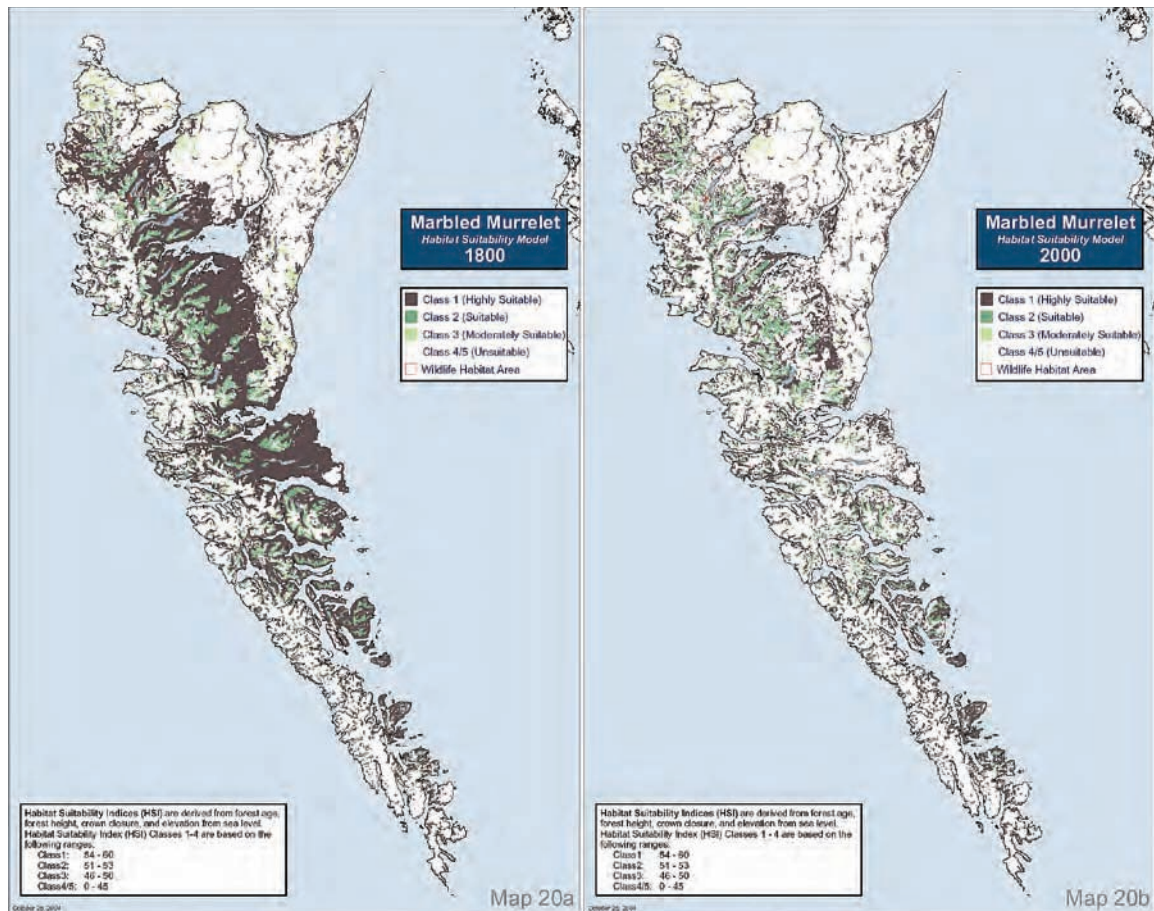 Marbled Murrelet
Habitat Suitability Model
1800
Class 1 (Highly Suitable)
Class 2 (Suitable)
Class 3 (Moderately Suitable)
Class 4/5 (Unsuitable)
Wildlife Habitat Area
Habitat Suitability Indices (HSI) are derived from forest age,
forest height, crown closure, and elevation from sea level.
Habitat Suitability Index (HSI) Classes 1-4 are based on the
following ranges:
Class1: 54 - 60
Class2: 51 - 53
Class3: 46 - 50
Class4/5: 0 - 45
October 26, 2004
Map 20a
Marbled Murrelet
Habitat Suitability Model
2000
Class 1 (Highly Suitable)
Class 2 (Suitable)
Class 3 (Moderately Suitable)
Class 4/5 (Unsuitable)
Wildlife Habitat Area
Habitat Suitability Indices (HSI) are derived from forest age,
forest height, crown closure, and elevation from sea level.
Habitat Suitability Index (HSI) Classes 1 - 4 are based on the
following ranges:
Class1 54 - 60
Class2: 51 - 53
Class3: 46 - 50
Class4/5: 0 - 45
October 26, 2004
Map 20b